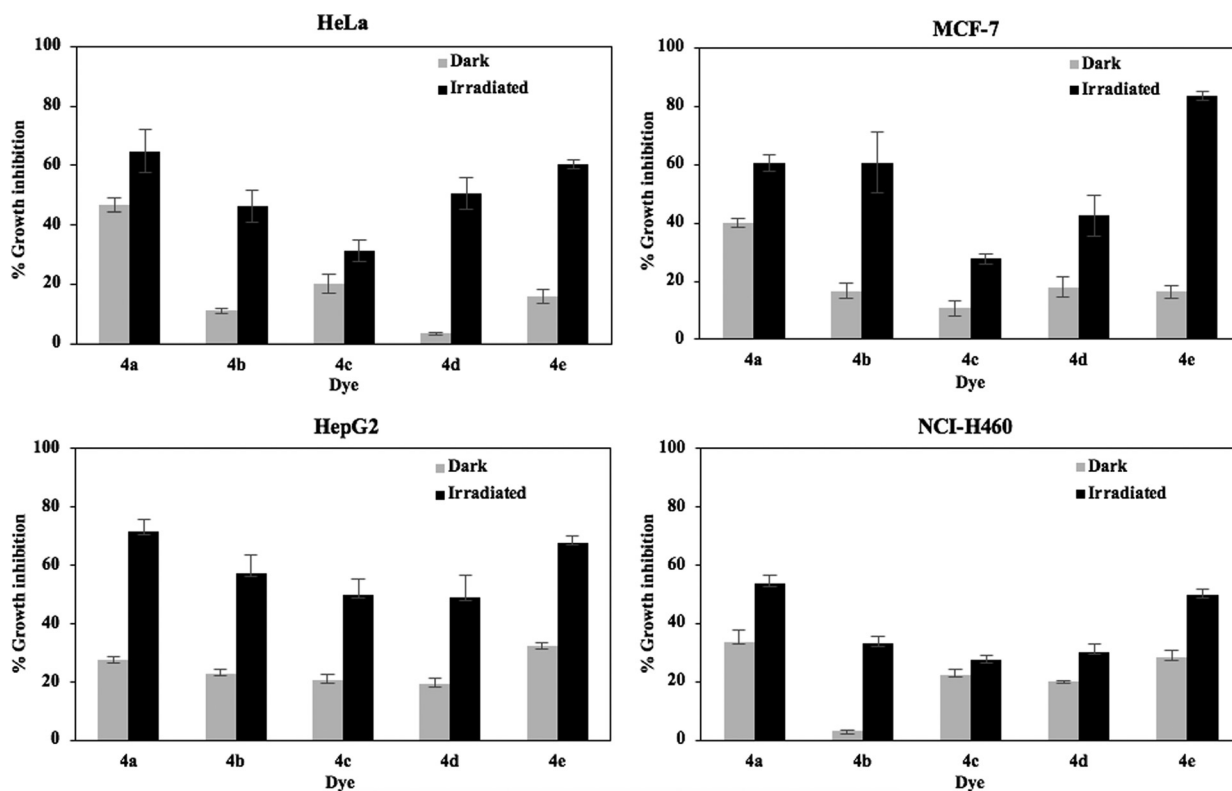 HeLa
100
80
60
40
20
0
% Growth inhibition
Dark
Irradiated
4a 4b 4c 4d 4e
Dye
MCF-7
100
80
60
40
20
0
% Growth inhibition
Dark
Irradiated
4a 4b 4c 4d 4e
Dye
HepG2
100
80
60
40
20
0
% Growth inhibition
Dark
Irradiated
4a 4b 4c 4d 4e
Dye
NCI-H460
100
80
60
40
20
0
% Growth inhibition
Dark
Irradiated
4a 4b 4c 4d 4e
Dye